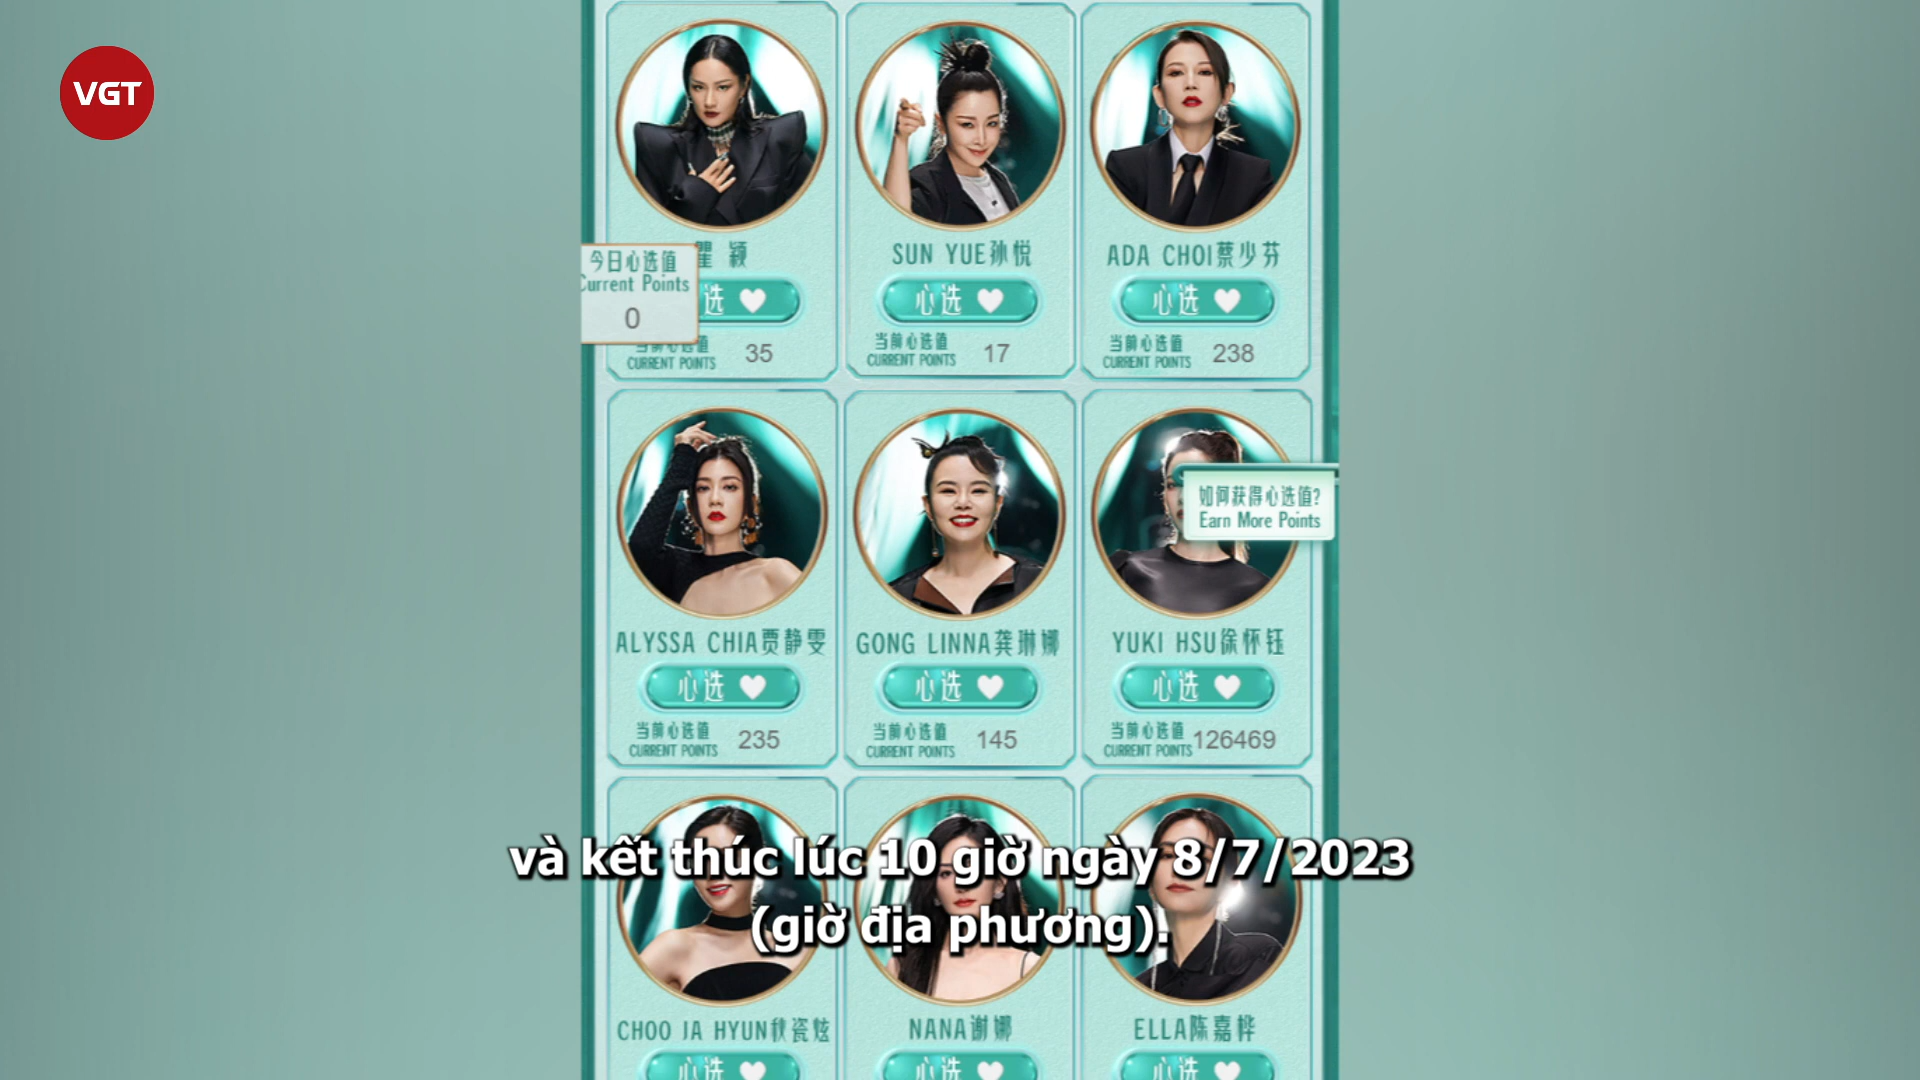 VGT
瞿 颖
SUN YUE孙悦
ADA CHOI蔡少芬
今日心选值
Current Points
0
选
心选
心选
当前心选值
CURRENT POINTS
35
当前心选值
CURRENT POINTS
17
当前心选值
CURRENT POINTS
238
如何获得心选值?
Earn More Points
ALYSSA CHIA贾静雯
GONG LINNA龚琳娜
YUKI HSU徐怀钰
心选
心选
心选
当前心选值
CURRENT POINTS
235
当前心选值
CURRENT POINTS
145
当前心选值
CURRENT POINTS
126469
và kết thúc lúc 10 giờ ngày 8/7/2023
(giờ địa phương).
CHOO JA HYUN秋瓷炫
NANA谢娜
ELLA陈嘉桦
心选
心选
心选